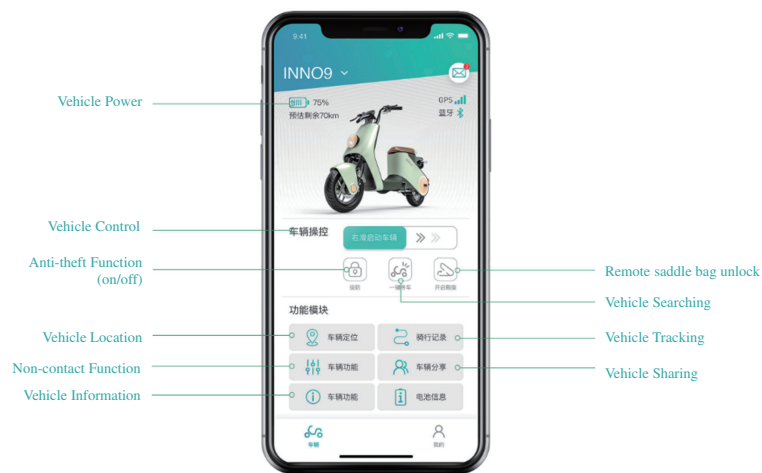 9:41
INNO9
Vehicle Power
75%
GPS
预估剩余70km
蓝牙
Vehicle Control
车辆操控
右滑启动车辆
Anti-theft Function
(on/off)
设防
一键寻车
开启鞍座
Remote saddle bag unlock
Vehicle Searching
功能模块
Vehicle Location
车辆定位
骑行记录
Vehicle Tracking
Non-contact Function
车辆功能
车辆分享
Vehicle Sharing
Vehicle Information
车辆功能
电池信息
车辆
我的